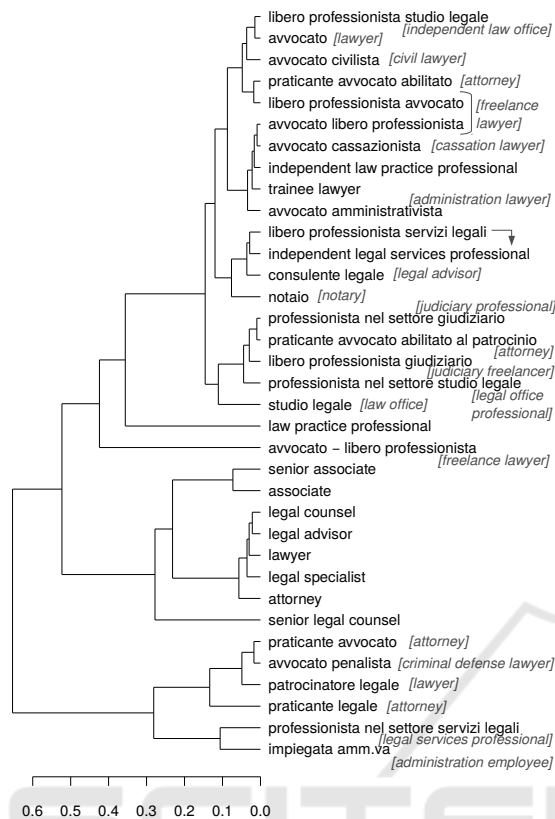 libero professionista studio legale
[independent law office]
avvocato [lawyer]
avvocato civilista [civil lawyer]
praticante avvocato abilitato [attorney]
libero professionista avvocato [freelance
avvocato libero professionista lawyer]
avvocato cassazionista [cassation lawyer]
independent law practice professional
trainee lawyer
[administration lawyer]
avvocato amministrativista
libero professionista servizi legali
independent legal services professional
consulente legale [legal advisor]
notaio [notary]
[judiciary professional]
professionista nel settore giudiziario
praticante avvocato abilitato al patrocinio
[attorney]
libero professionista giudiziario
[judiciary freelancer]
professionista nel settore studio legale
[legal office
studio legale [law office] professional]
law practice professional
avvocato − libero professionista
[freelance lawyer]
senior associate
associate
legal counsel
legal advisor
lawyer
legal specialist
attorney
senior legal counsel
praticante avvocato [attorney]
avvocato penalista [criminal defense lawyer]
patrocinatore legale [lawyer]
praticante legale [attorney]
professionista nel settore servizi legali
[legal services professional]
impiegata amm.va
[administration employee]
0.6 0.5 0.4 0.3 0.2 0.1 0.0